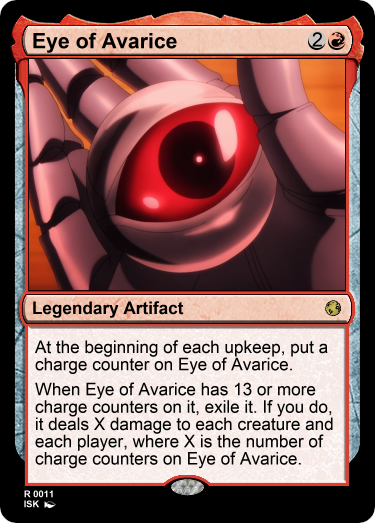 Eye of Avarice 2
Legendary Artifact
At the beginning of each upkeep, put a
charge counter on Eye of Avarice.
When Eye of Avarice has 13 or more
charge counters on it, exile it. If you do,
it deals X damage to each creature and
each player, where X is the number of
charge counters on Eye of Avarice.
R 0011
ISK